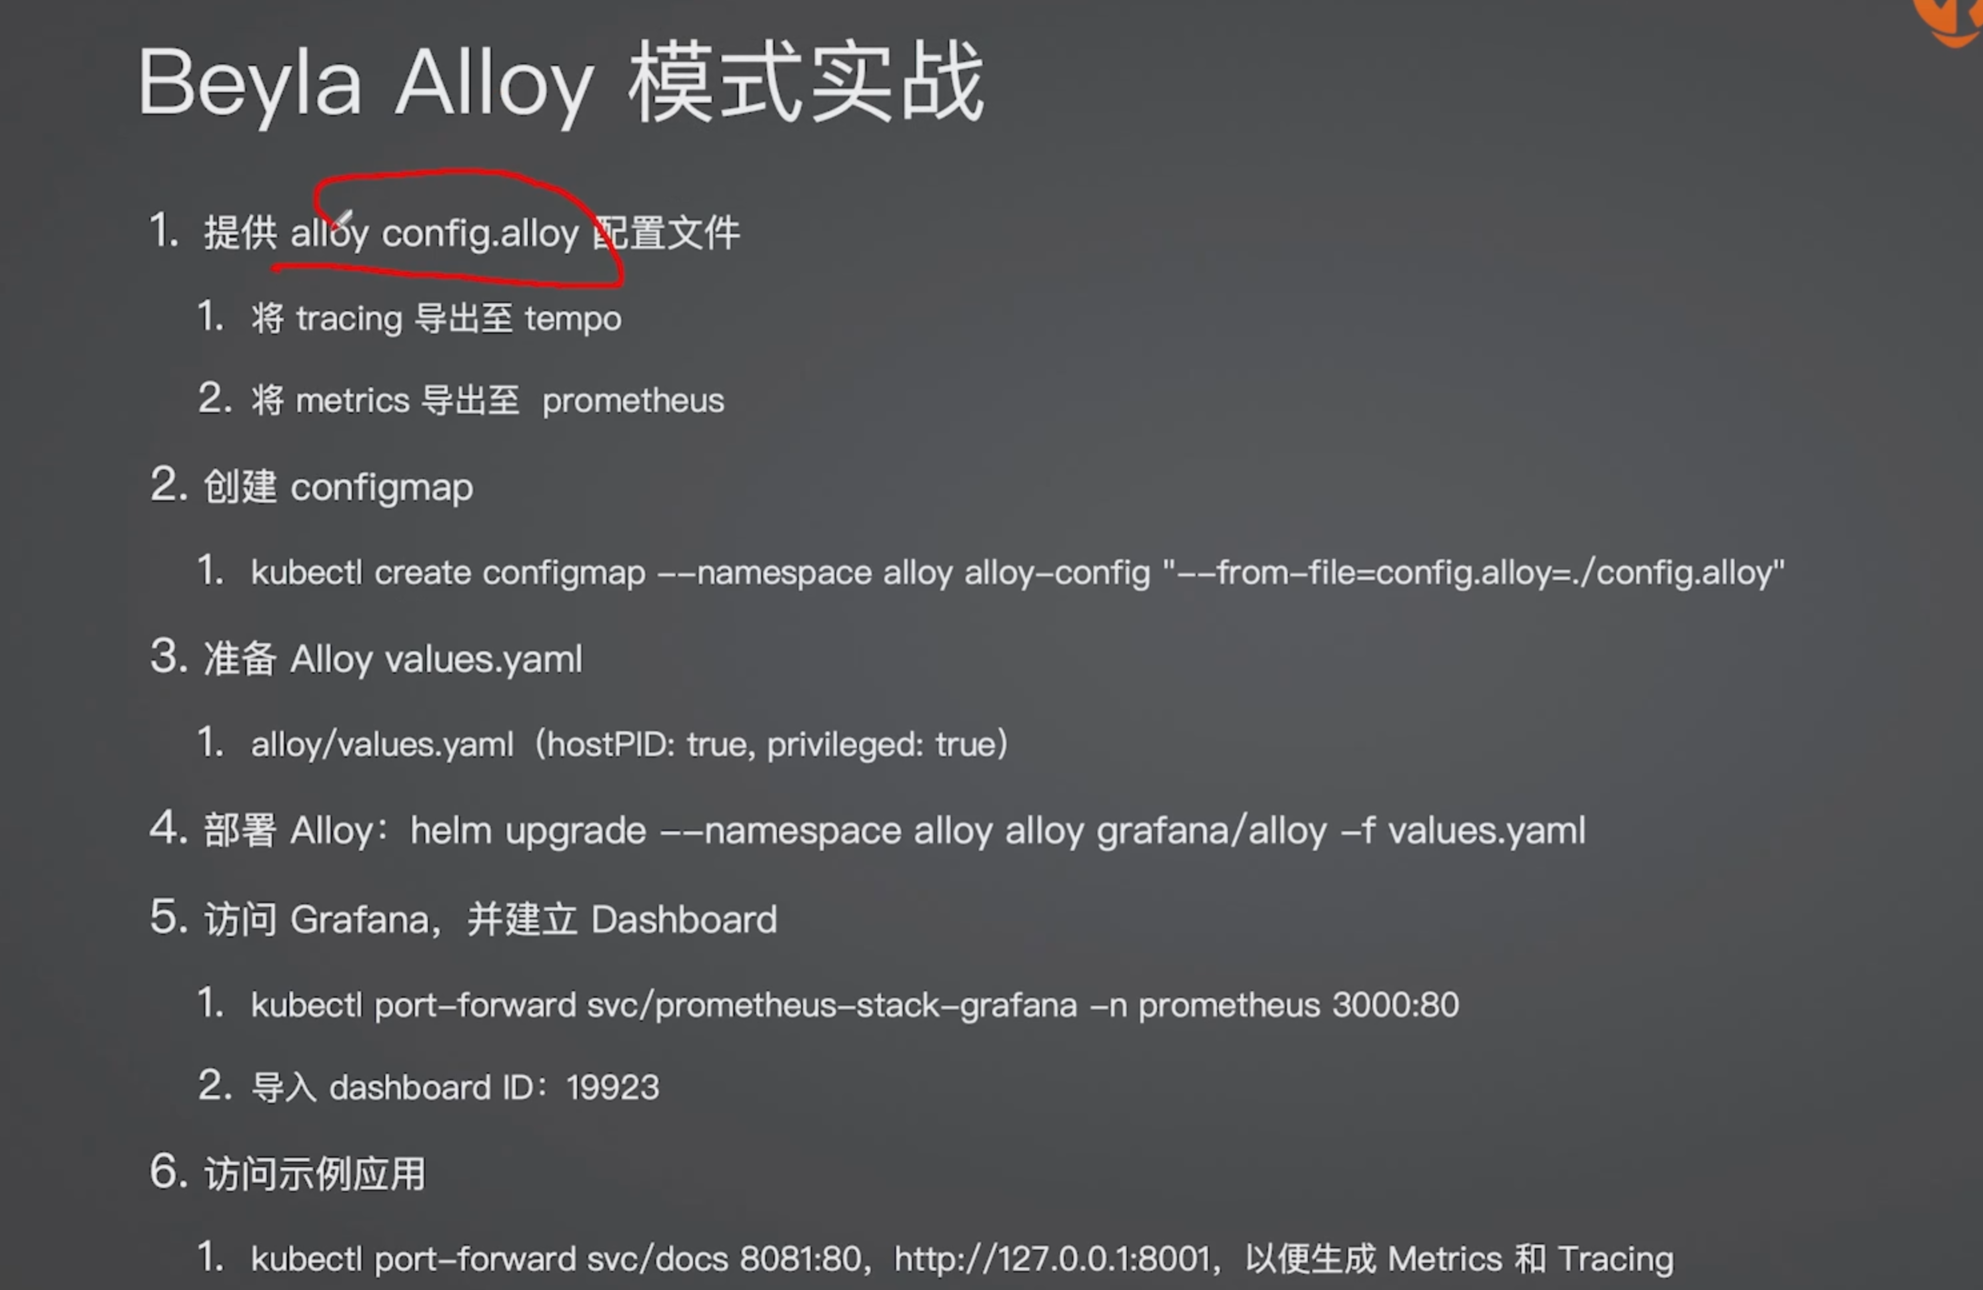 Beyla Alloy 模式实战
1. 提供 alloy config.alloy 配置文件
1. 将 tracing 导出至 tempo
2. 将 metrics 导出至 prometheus
2. 创建 configmap
1. kubectl create configmap --namespace alloy alloy-config "--from-file=config.alloy=./config.alloy"
3. 准备 Alloy values.yaml
1. alloy/values.yaml（hostPID: true, privileged: true）
4. 部署 Alloy：helm upgrade --namespace alloy alloy grafana/alloy -f values.yaml
5. 访问 Grafana，并建立 Dashboard
1. kubectl port-forward svc/prometheus-stack-grafana -n prometheus 3000:80
2. 导入 dashboard ID：19923
6. 访问示例应用
1. kubectl port-forward svc/docs 8081:80，http://127.0.0.1:8001，以便生成 Metrics 和 Tracing